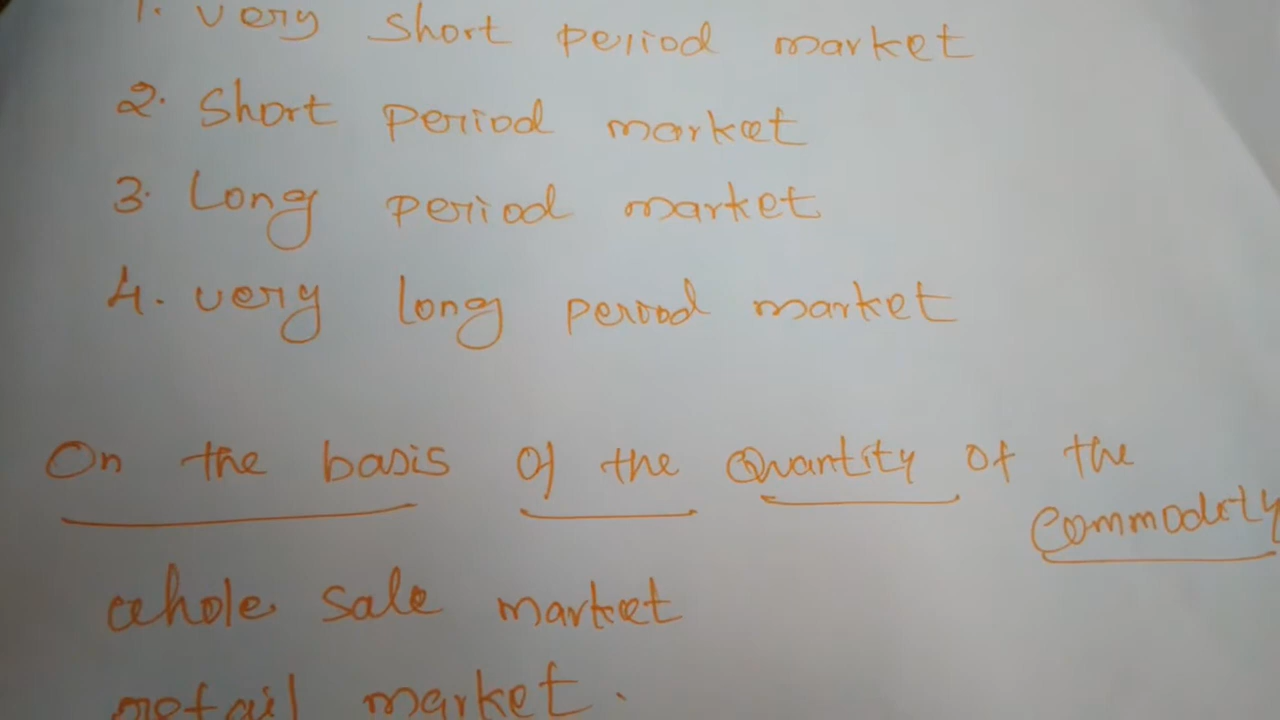 1. very short period market
2. Short period market
3. Long period market
4. very long period market
On the basis of the Quantity of the
Commodity
whole sale market
retail market.